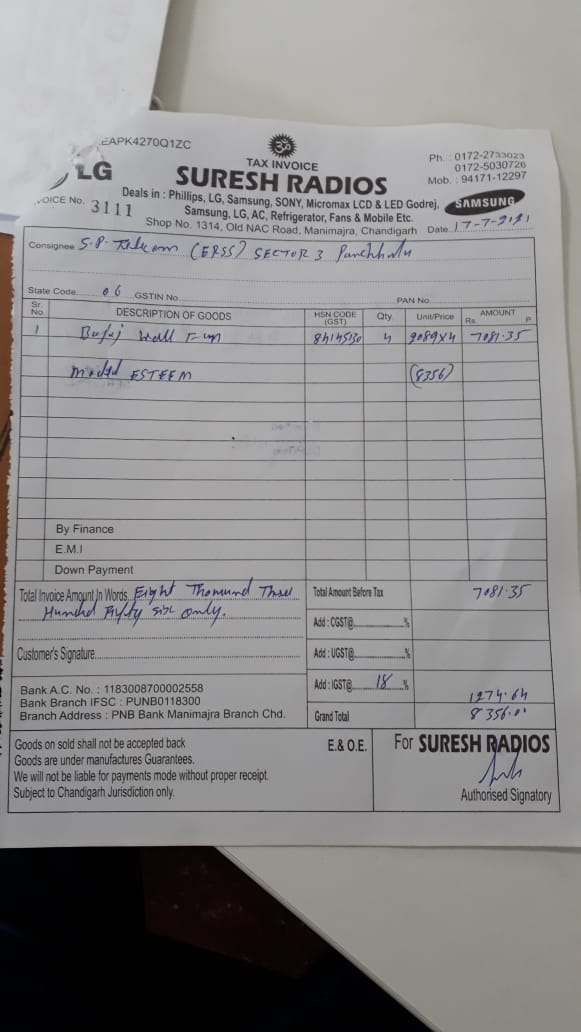 EAPK4270Q1ZC
ॐ
TAX INVOICE
Ph. : 0172-2733023
0172-5030726
Mob. : 94171-12297
LG
SURESH RADIOS
Deals in : Phillips, LG, Samsung, SONY, Micromax LCD & LED Godrej,
SAMSUNG
VOICE No. 3111
Samsung, LG, AC, Refrigerator, Fans & Mobile Etc.
Shop No. 1314, Old NAC Road, Manimajra, Chandigarh
Date 17-7-2121
Consignee S.P. Telecom (ERSS) SECTOR 3
State Code 06 GSTIN No. PAN No.
Sr. No. DESCRIPTION OF GOODS HSN CODE (GST) Qty. Unit/Price AMOUNT Rs. P.
1 Bajaj Wall Fan 84145130 4 2089x4 7081.35
Model ESTEEM (8356)
By Finance
E.M.I
Down Payment
Total Invoice Amount In Words Eight Thousand Three
Hundred Fifty six only.
Total Amount Before Tax 7081.35
Add : CGST@ %
Customer's Signature
Add : UGST@ %
Add : IGST@ 18 % 1274.64
Bank A.C. No. : 1183008700002558
Bank Branch IFSC : PUNB0118300
Grand Total 8356.00
Branch Address : PNB Bank Manimajra Branch Chd.
Goods on sold shall not be accepted back
E.& O.E.
For SURESH RADIOS
Goods are under manufactures Guarantees.
We will not be liable for payments mode without proper receipt.
Subject to Chandigarh Jurisdiction only.
Authorised Signatory